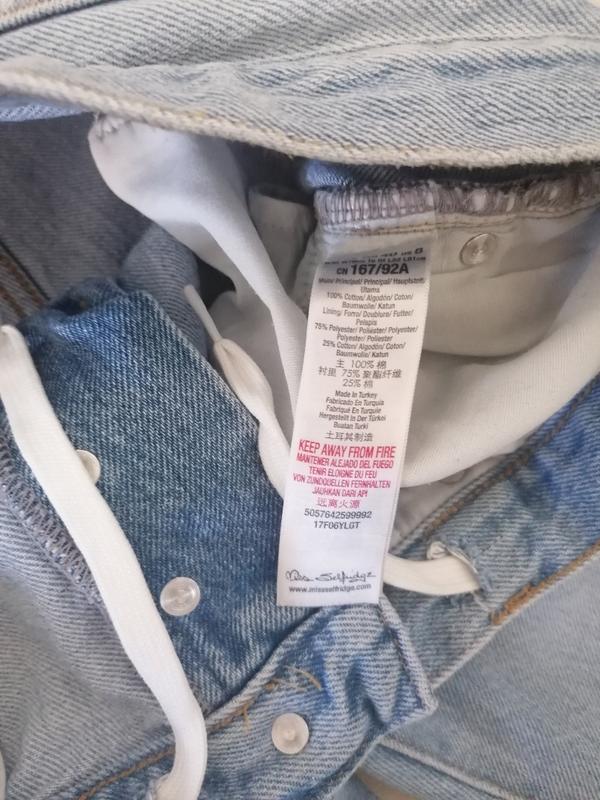 CN 167/92A
Main/ Principal/ Principal/ Hauptstoff/
Utama
100% Cotton/ Algodón/ Coton/
Baumwolle/ Katun
Lining/ Forro/ Doublure/ Futter/
Pelapis
75% Polyester/ Poliéster/ Polyester/
Polyester/ Poliester
25% Cotton/ Algodón/ Coton/
Baumwolle/ Katun
主 100% 棉
衬里 75% 聚酯纤维
25% 棉
Made In Turkey
Fabricado En Turquía
Fabriqué En Turquie
Hergestellt In Der Türkei
Buatan Turki
土耳其制造
KEEP AWAY FROM FIRE
MANTENER ALEJADO DEL FUEGO
TENIR ÉLOIGNÉ DU FEU
VON ZUNDQUELLEN FERNHALTEN
JAUHKAN DARI API
远离火源
5057642599992
17F06YLGT
Miss Selfridge
www.missselfridge.com